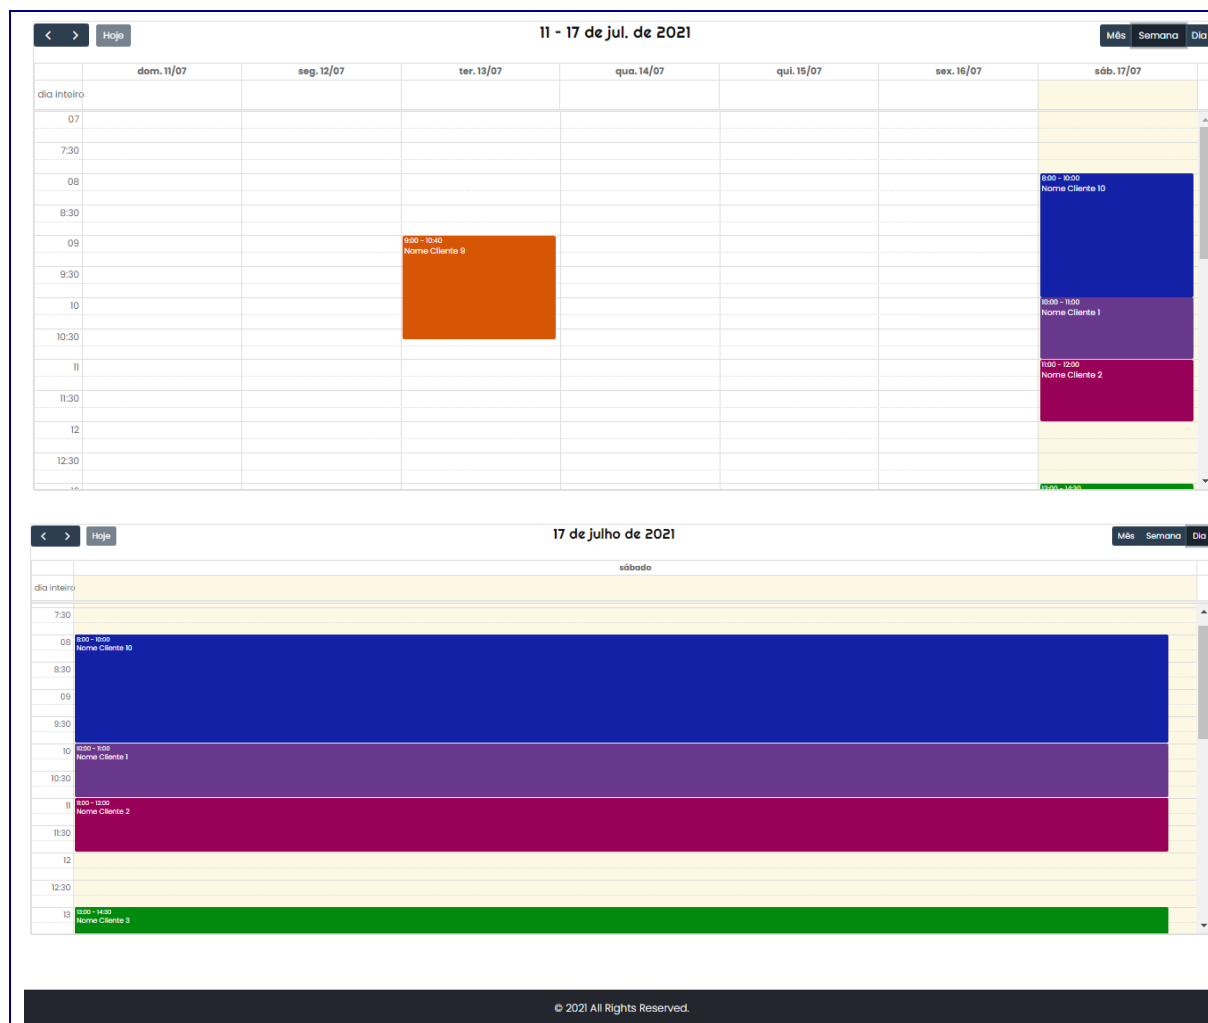 Hoje
11 - 17 de jul. de 2021
Mês Semana Dia
dom. 11/07 seg. 12/07 ter. 13/07 qua. 14/07 qui. 15/07 sex. 16/07 sáb. 17/07
dia inteiro
07
7:30
08
8:00 - 10:00
Nome Cliente 10
8:30
09
9:00 - 10:40
Nome Cliente 9
9:30
10
10:00 - 11:00
Nome Cliente 1
10:30
11
11:00 - 12:00
Nome Cliente 2
11:30
12
12:30
13:00 - 14:30
Hoje
17 de julho de 2021
Mês Semana Dia
sábado
dia inteiro
7:30
08
8:00 - 10:00
Nome Cliente 10
8:30
09
9:30
10
10:00 - 11:00
Nome Cliente 1
10:30
11
11:00 - 12:00
Nome Cliente 2
11:30
12
12:30
13
13:00 - 14:30
Nome Cliente 3
© 2021 All Rights Reserved.